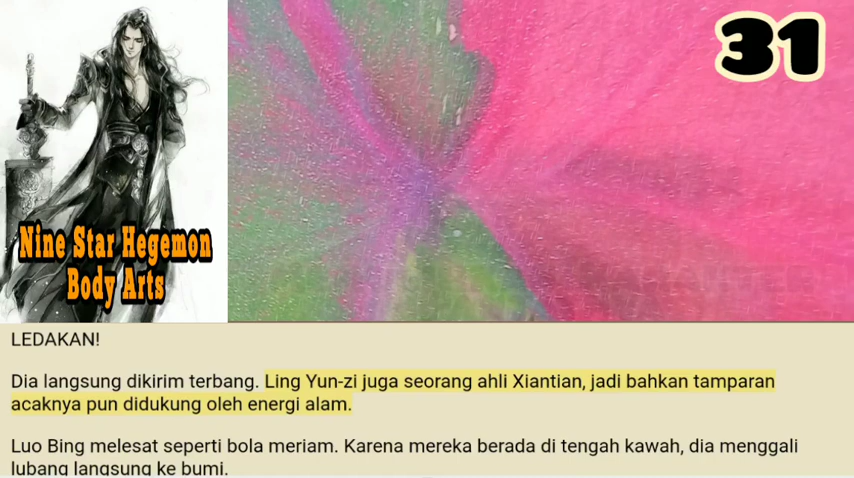 31
Nine Star Hegemon
Body Arts
LEDAKAN!
Dia langsung dikirim terbang. Ling Yun-zi juga seorang ahli Xiantian, jadi bahkan tamparan
acaknya pun didukung oleh energi alam.
Luo Bing melesat seperti bola meriam. Karena mereka berada di tengah kawah, dia menggali
lubang langsung ke bumi.